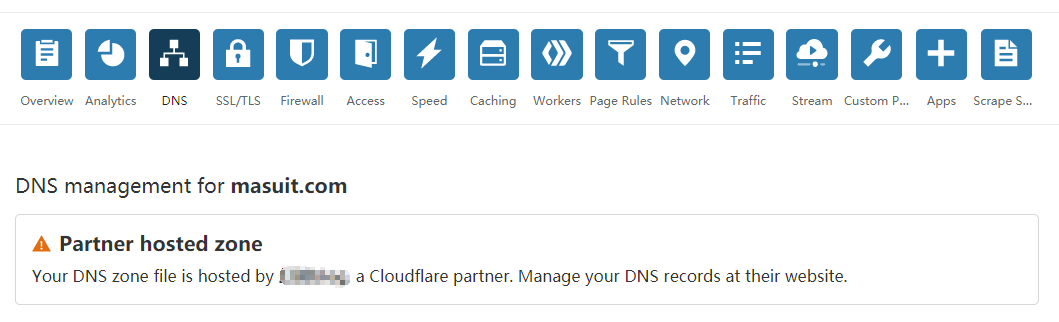 Overview Analytics DNS SSL/TLS Firewall Access Speed Caching Workers Page Rules Network Traffic Stream Custom P... Apps Scrape S...
DNS management for masuit.com
Partner hosted zone
Your DNS zone file is hosted by , a Cloudflare partner. Manage your DNS records at their website.